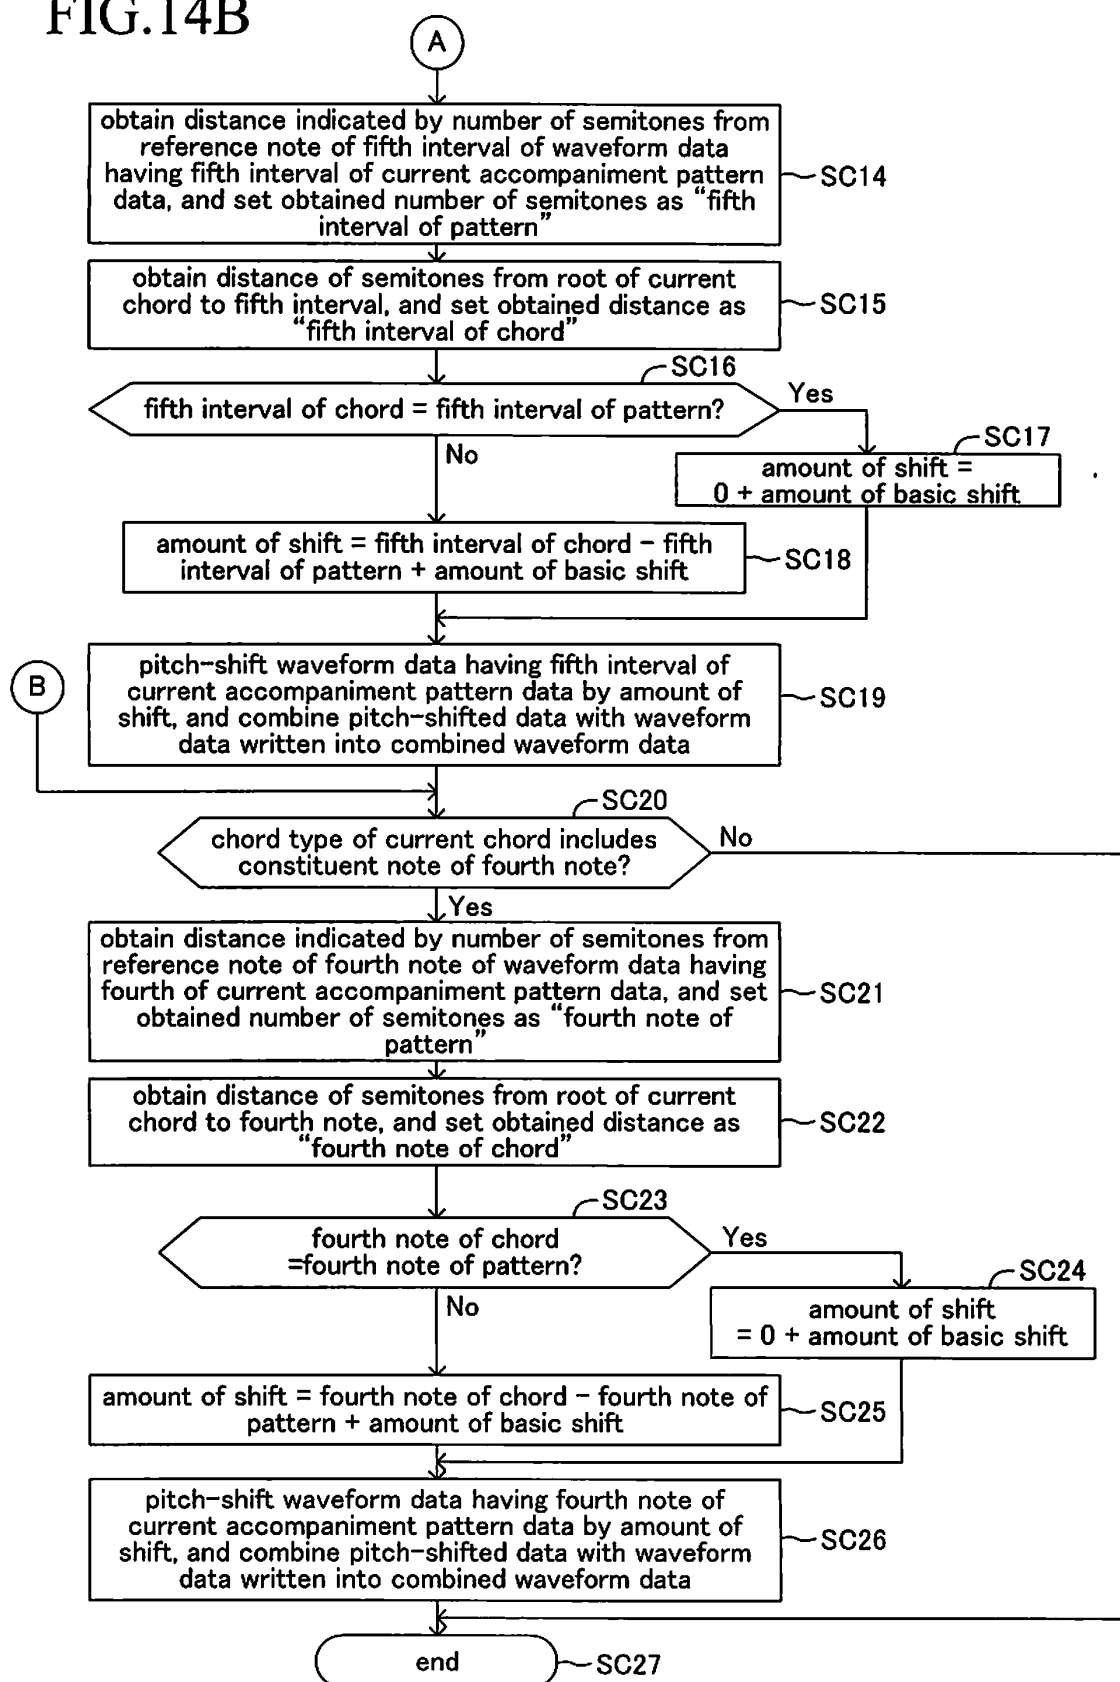 FIG.14B
A
obtain distance indicated by number of semitones from
reference note of fifth interval of waveform data
having fifth interval of current accompaniment pattern
data, and set obtained number of semitones as “fifth
interval of pattern”
SC14
obtain distance of semitones from root of current
chord to fifth interval, and set obtained distance as
“fifth interval of chord”
SC15
SC16
fifth interval of chord = fifth interval of pattern?
Yes
No
SC17
amount of shift =
0 + amount of basic shift
amount of shift = fifth interval of chord − fifth
interval of pattern + amount of basic shift
SC18
pitch-shift waveform data having fifth interval of
current accompaniment pattern data by amount of
shift, and combine pitch-shifted data with waveform
data written into combined waveform data
SC19
B
SC20
chord type of current chord includes
constituent note of fourth note?
No
Yes
obtain distance indicated by number of semitones from
reference note of fourth note of waveform data having
fourth of current accompaniment pattern data, and set
obtained number of semitones as “fourth note of
pattern”
SC21
obtain distance of semitones from root of current
chord to fourth note, and set obtained distance as
“fourth note of chord”
SC22
SC23
fourth note of chord
=fourth note of pattern?
Yes
No
SC24
amount of shift
= 0 + amount of basic shift
amount of shift = fourth note of chord − fourth note of
pattern + amount of basic shift
SC25
pitch-shift waveform data having fourth note of
current accompaniment pattern data by amount of
shift, and combine pitch-shifted data with waveform
data written into combined waveform data
SC26
end
SC27